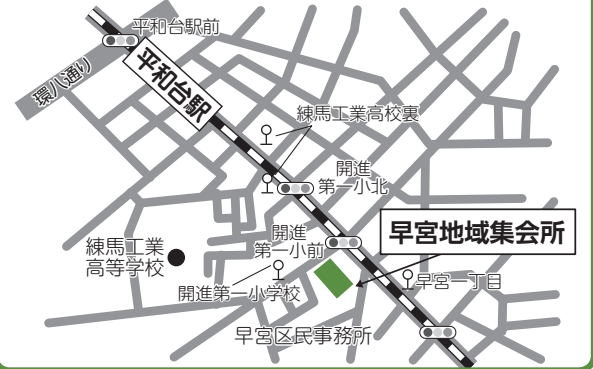 平和台駅前
環八通り
平和台駅
練馬工業高校裏
開進
第一小北
早宮地域集会所
開進
第一小前
練馬工業
高等学校
開進第一小学校
早宮一丁目
早宮区民事務所